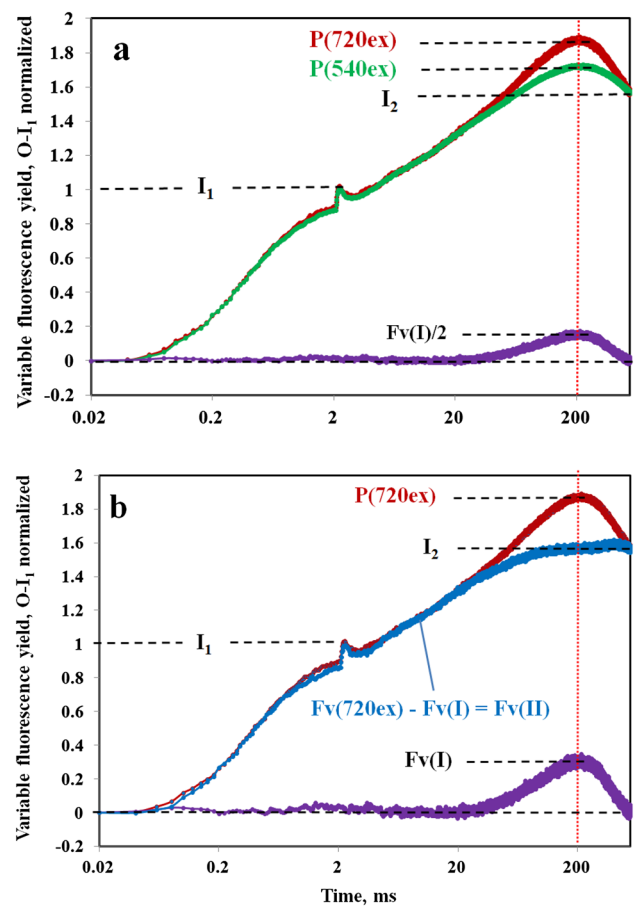 a
P(720ex)
P(540ex)
I2
I1
Fv(I)/2
Variable fluorescence yield, O-I1 normalized
2
1.8
1.6
1.4
1.2
1
0.8
0.6
0.4
0.2
0
-0.2
0.02
0.2
2
20
200
b
P(720ex)
I2
I1
Fv(720ex) - Fv(I) = Fv(II)
Fv(I)
Variable fluorescence yield, O-I1 normalized
2
1.8
1.6
1.4
1.2
1
0.8
0.6
0.4
0.2
0
-0.2
0.02
0.2
2
20
200
Time, ms